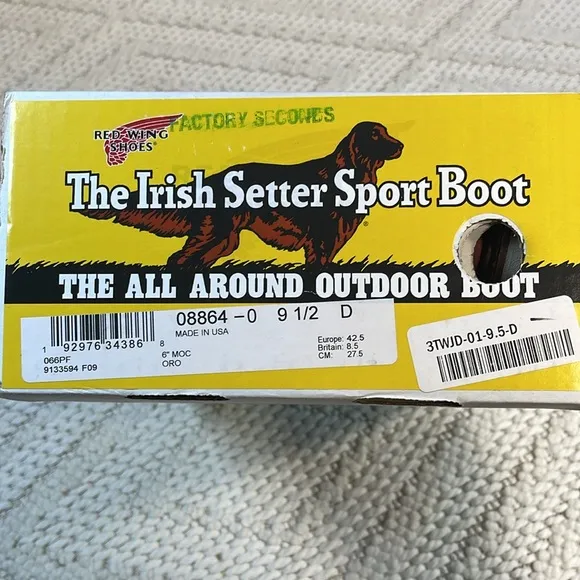 FACTORY SECONDS
RED WING
SHOES®
The Irish Setter Sport Boot®
THE ALL AROUND OUTDOOR BOOT
08864 -0 9 1/2 D
MADE IN USA
1 92976 34386 8
066PF
9133594 F09
6" MOC
ORO
Europe: 42.5
Britain: 8.5
CM: 27.5
3TWJD-01-9.5-D